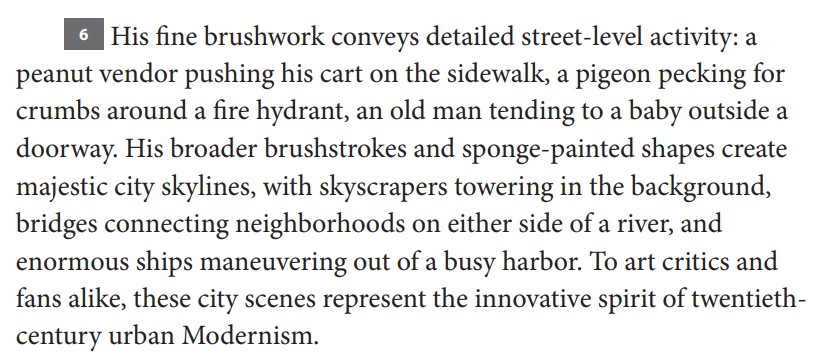 6 His fine brushwork conveys detailed street-level activity: a
peanut vendor pushing his cart on the sidewalk, a pigeon pecking for
crumbs around a fire hydrant, an old man tending to a baby outside a
doorway. His broader brushstrokes and sponge-painted shapes create
majestic city skylines, with skyscrapers towering in the background,
bridges connecting neighborhoods on either side of a river, and
enormous ships maneuvering out of a busy harbor. To art critics and
fans alike, these city scenes represent the innovative spirit of twentieth-
century urban Modernism.